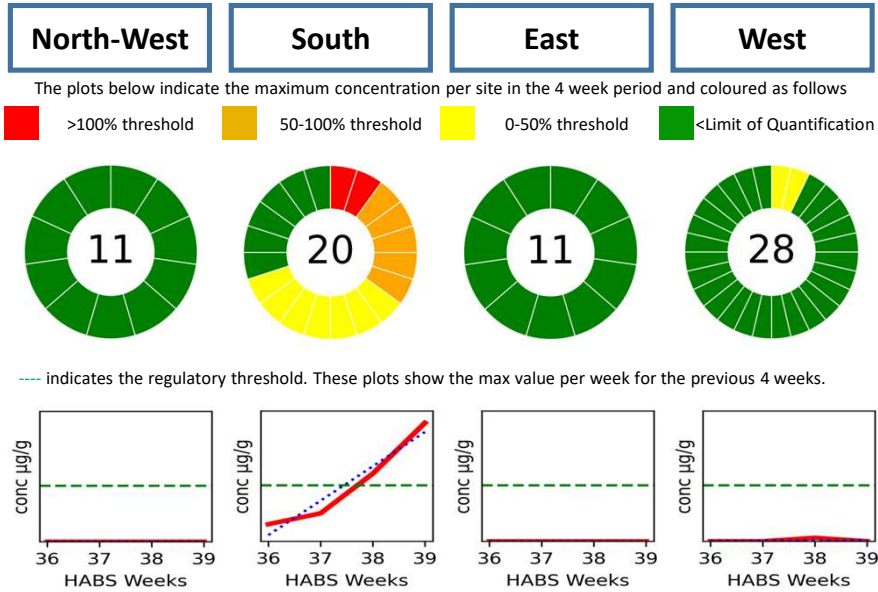 North-West South East West
The plots below indicate the maximum concentration per site in the 4 week period and coloured as follows
>100% threshold 50-100% threshold 0-50% threshold <Limit of Quantification
11 20 11 28
---- indicates the regulatory threshold. These plots show the max value per week for the previous 4 weeks.
conc µg/g conc µg/g conc µg/g conc µg/g
36 37 38 39 36 37 38 39 36 37 38 39 36 37 38 39
HABS Weeks HABS Weeks HABS Weeks HABS Weeks